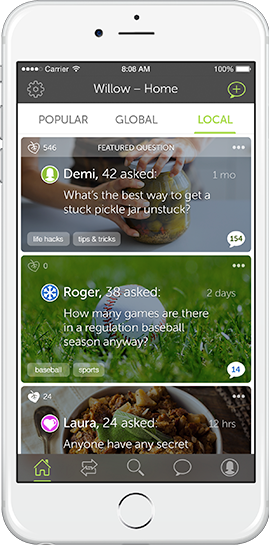 Carrier 8:08 AM 100%
Willow – Home
POPULAR GLOBAL LOCAL
546 FEATURED QUESTION
Demi, 42 asked: 1 mo
What's the best way to get a
stuck pickle jar unstuck?
life hacks tips & tricks 154
0
Roger, 38 asked: 2 days
How many games are there
in a regulation baseball
season anyway?
baseball sports 14
24
Laura, 24 asked: 12 hrs
Anyone have any secret